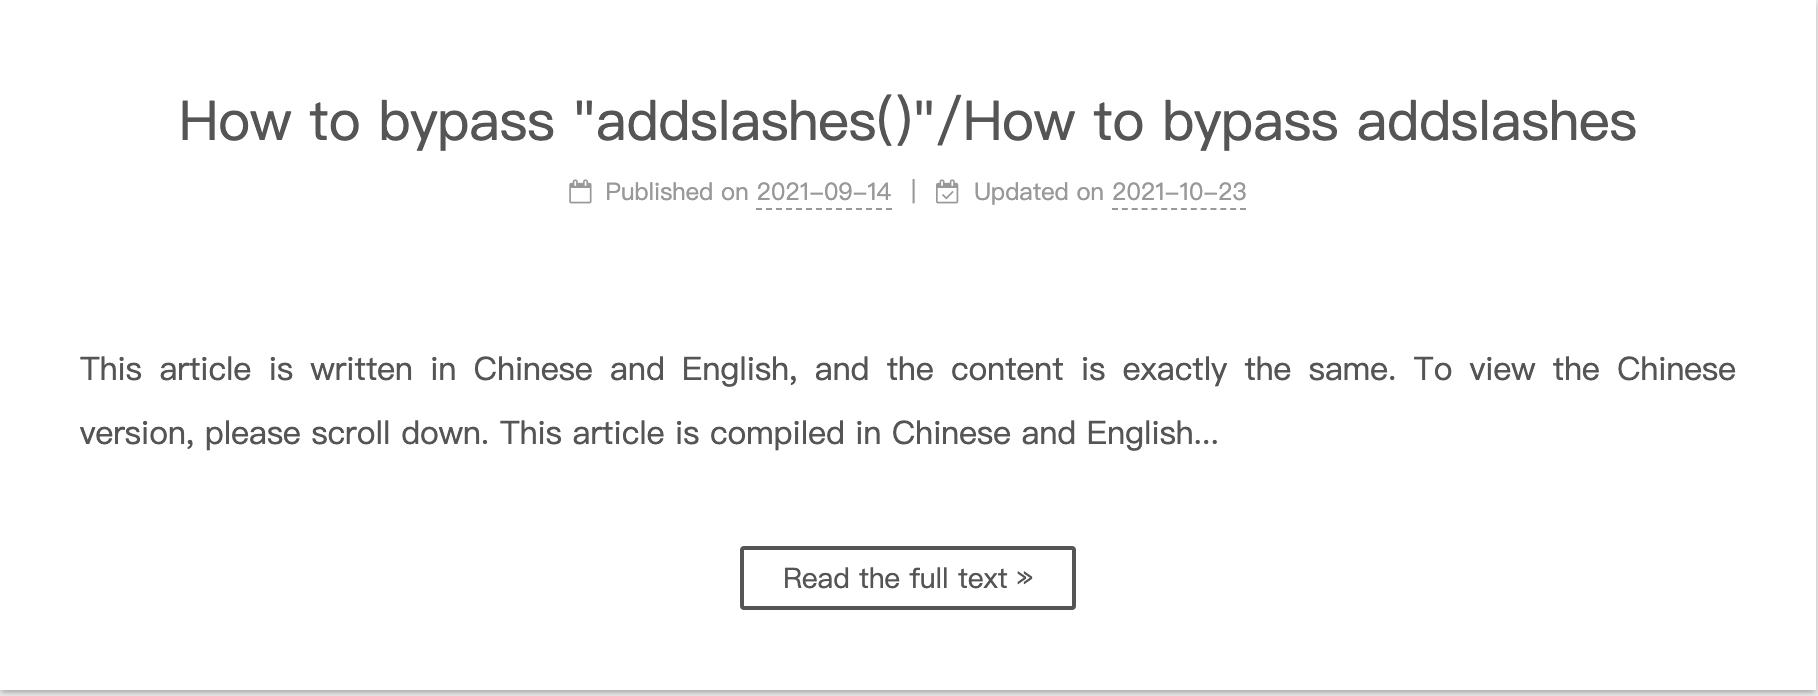 How to bypass "addslashes()"/How to bypass addslashes
Published on 2021-09-14 | Updated on 2021-10-23
This article is written in Chinese and English, and the content is exactly the same. To view the Chinese
version, please scroll down. This article is compiled in Chinese and English...
Read the full text »